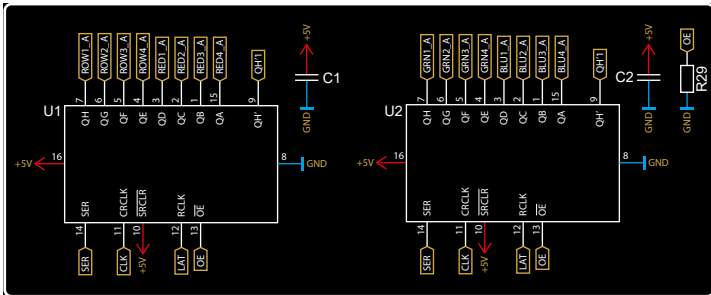 ROW1_A ROW2_A ROW3_A ROW4_A RED1_A RED2_A RED3_A RED4_A QH'1
+5V
C1
GND
7 6 5 4 3 2 1 15 9
U1
QH QG QF QE QD QC QB QA QH'
+5V 16
8 GND
SER CRCLK SRCLR RCLK OE
14 11 10 12 13
SER CLK +5V LAT OE
GRN1_A GRN2_A GRN3_A GRN4_A BLU1_A BLU2_A BLU3_A BLU4_A QH'1
+5V
C2
GND
OE
R29
GND
7 6 5 4 3 2 1 15 9
U2
QH QG QF QE QD QC QB QA QH'
+5V 16
8 GND
SER CRCLK SRCLR RCLK OE
14 11 10 12 13
SER CLK +5V LAT OE